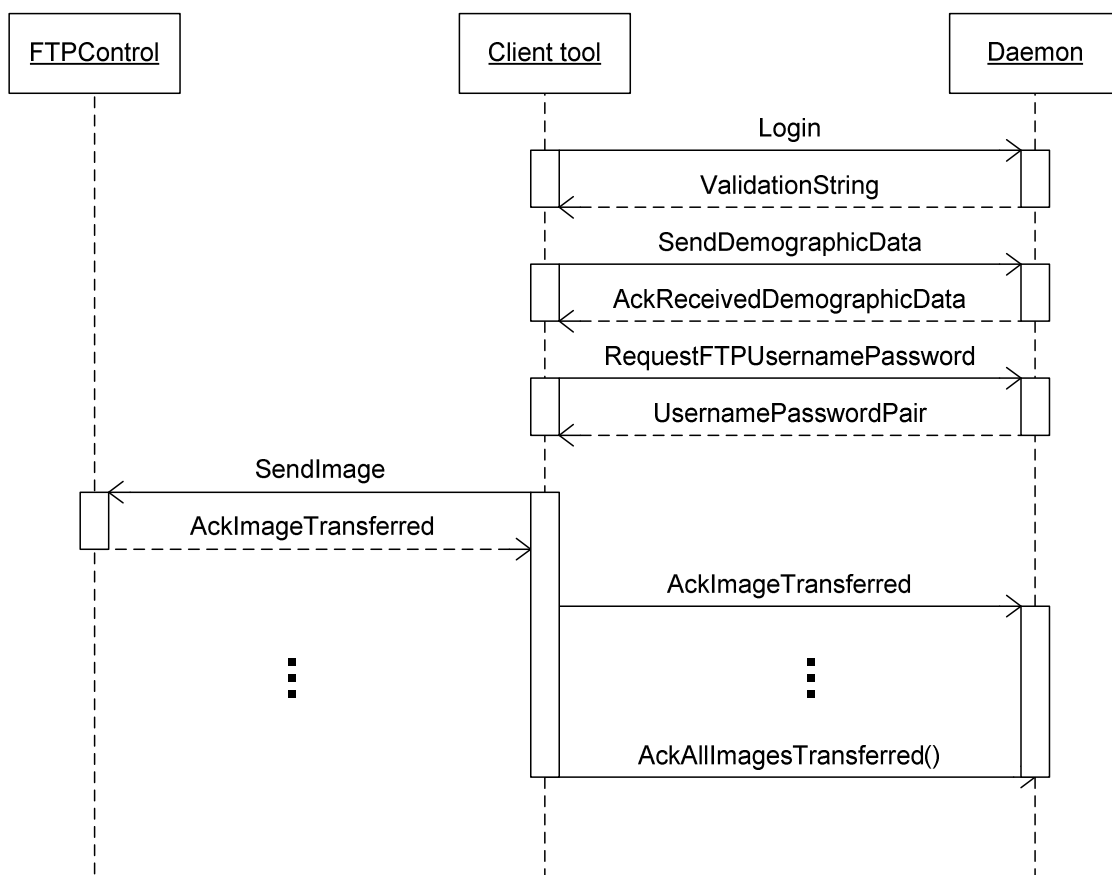 FTPControl
Client tool
Daemon
Login
ValidationString
SendDemographicData
AckReceivedDemographicData
RequestFTPUsernamePassword
UsernamePasswordPair
SendImage
AckImageTransferred
AckImageTransferred
AckAllImagesTransferred()